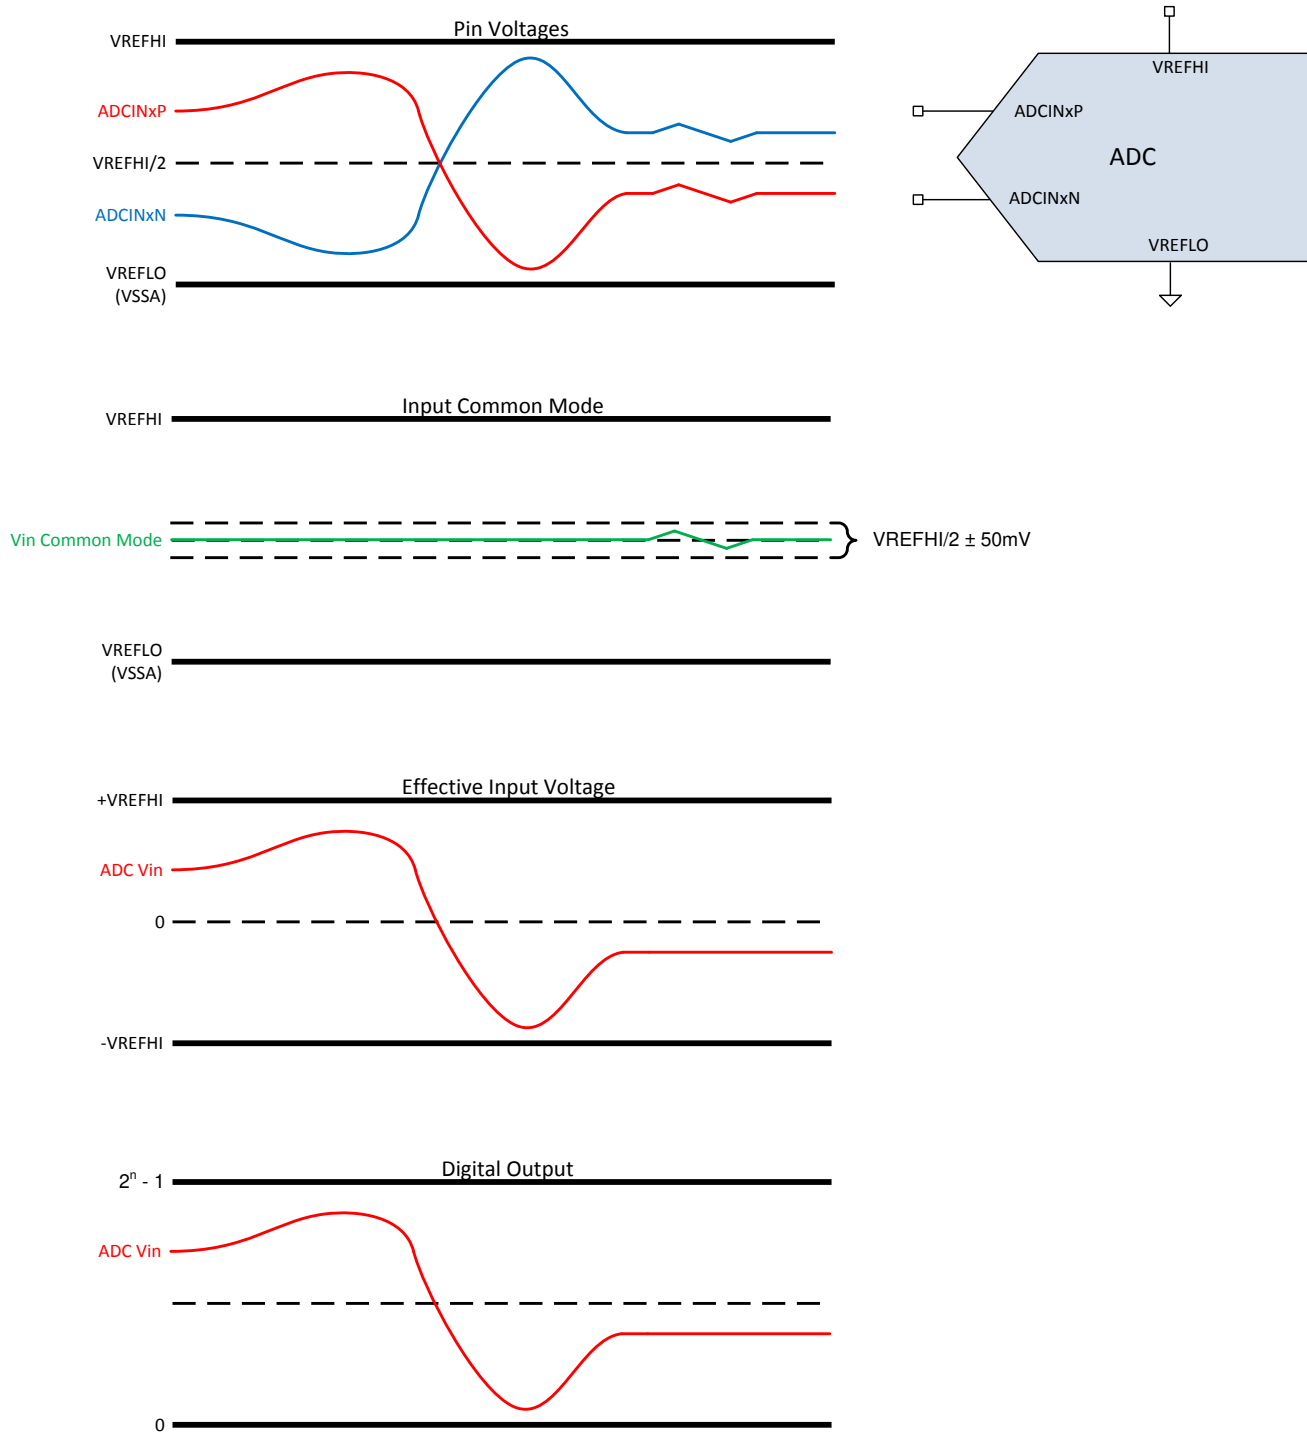 Pin Voltages
VREFHI
ADCINxP
VREFHI/2
ADCINxN
VREFLO
(VSSA)
VREFHI
ADCINxP
ADC
ADCINxN
VREFLO
Input Common Mode
VREFHI
Vin Common Mode
VREFHI/2 ± 50mV
VREFLO
(VSSA)
Effective Input Voltage
+VREFHI
ADC Vin
0
-VREFHI
Digital Output
2ⁿ - 1
ADC Vin
0